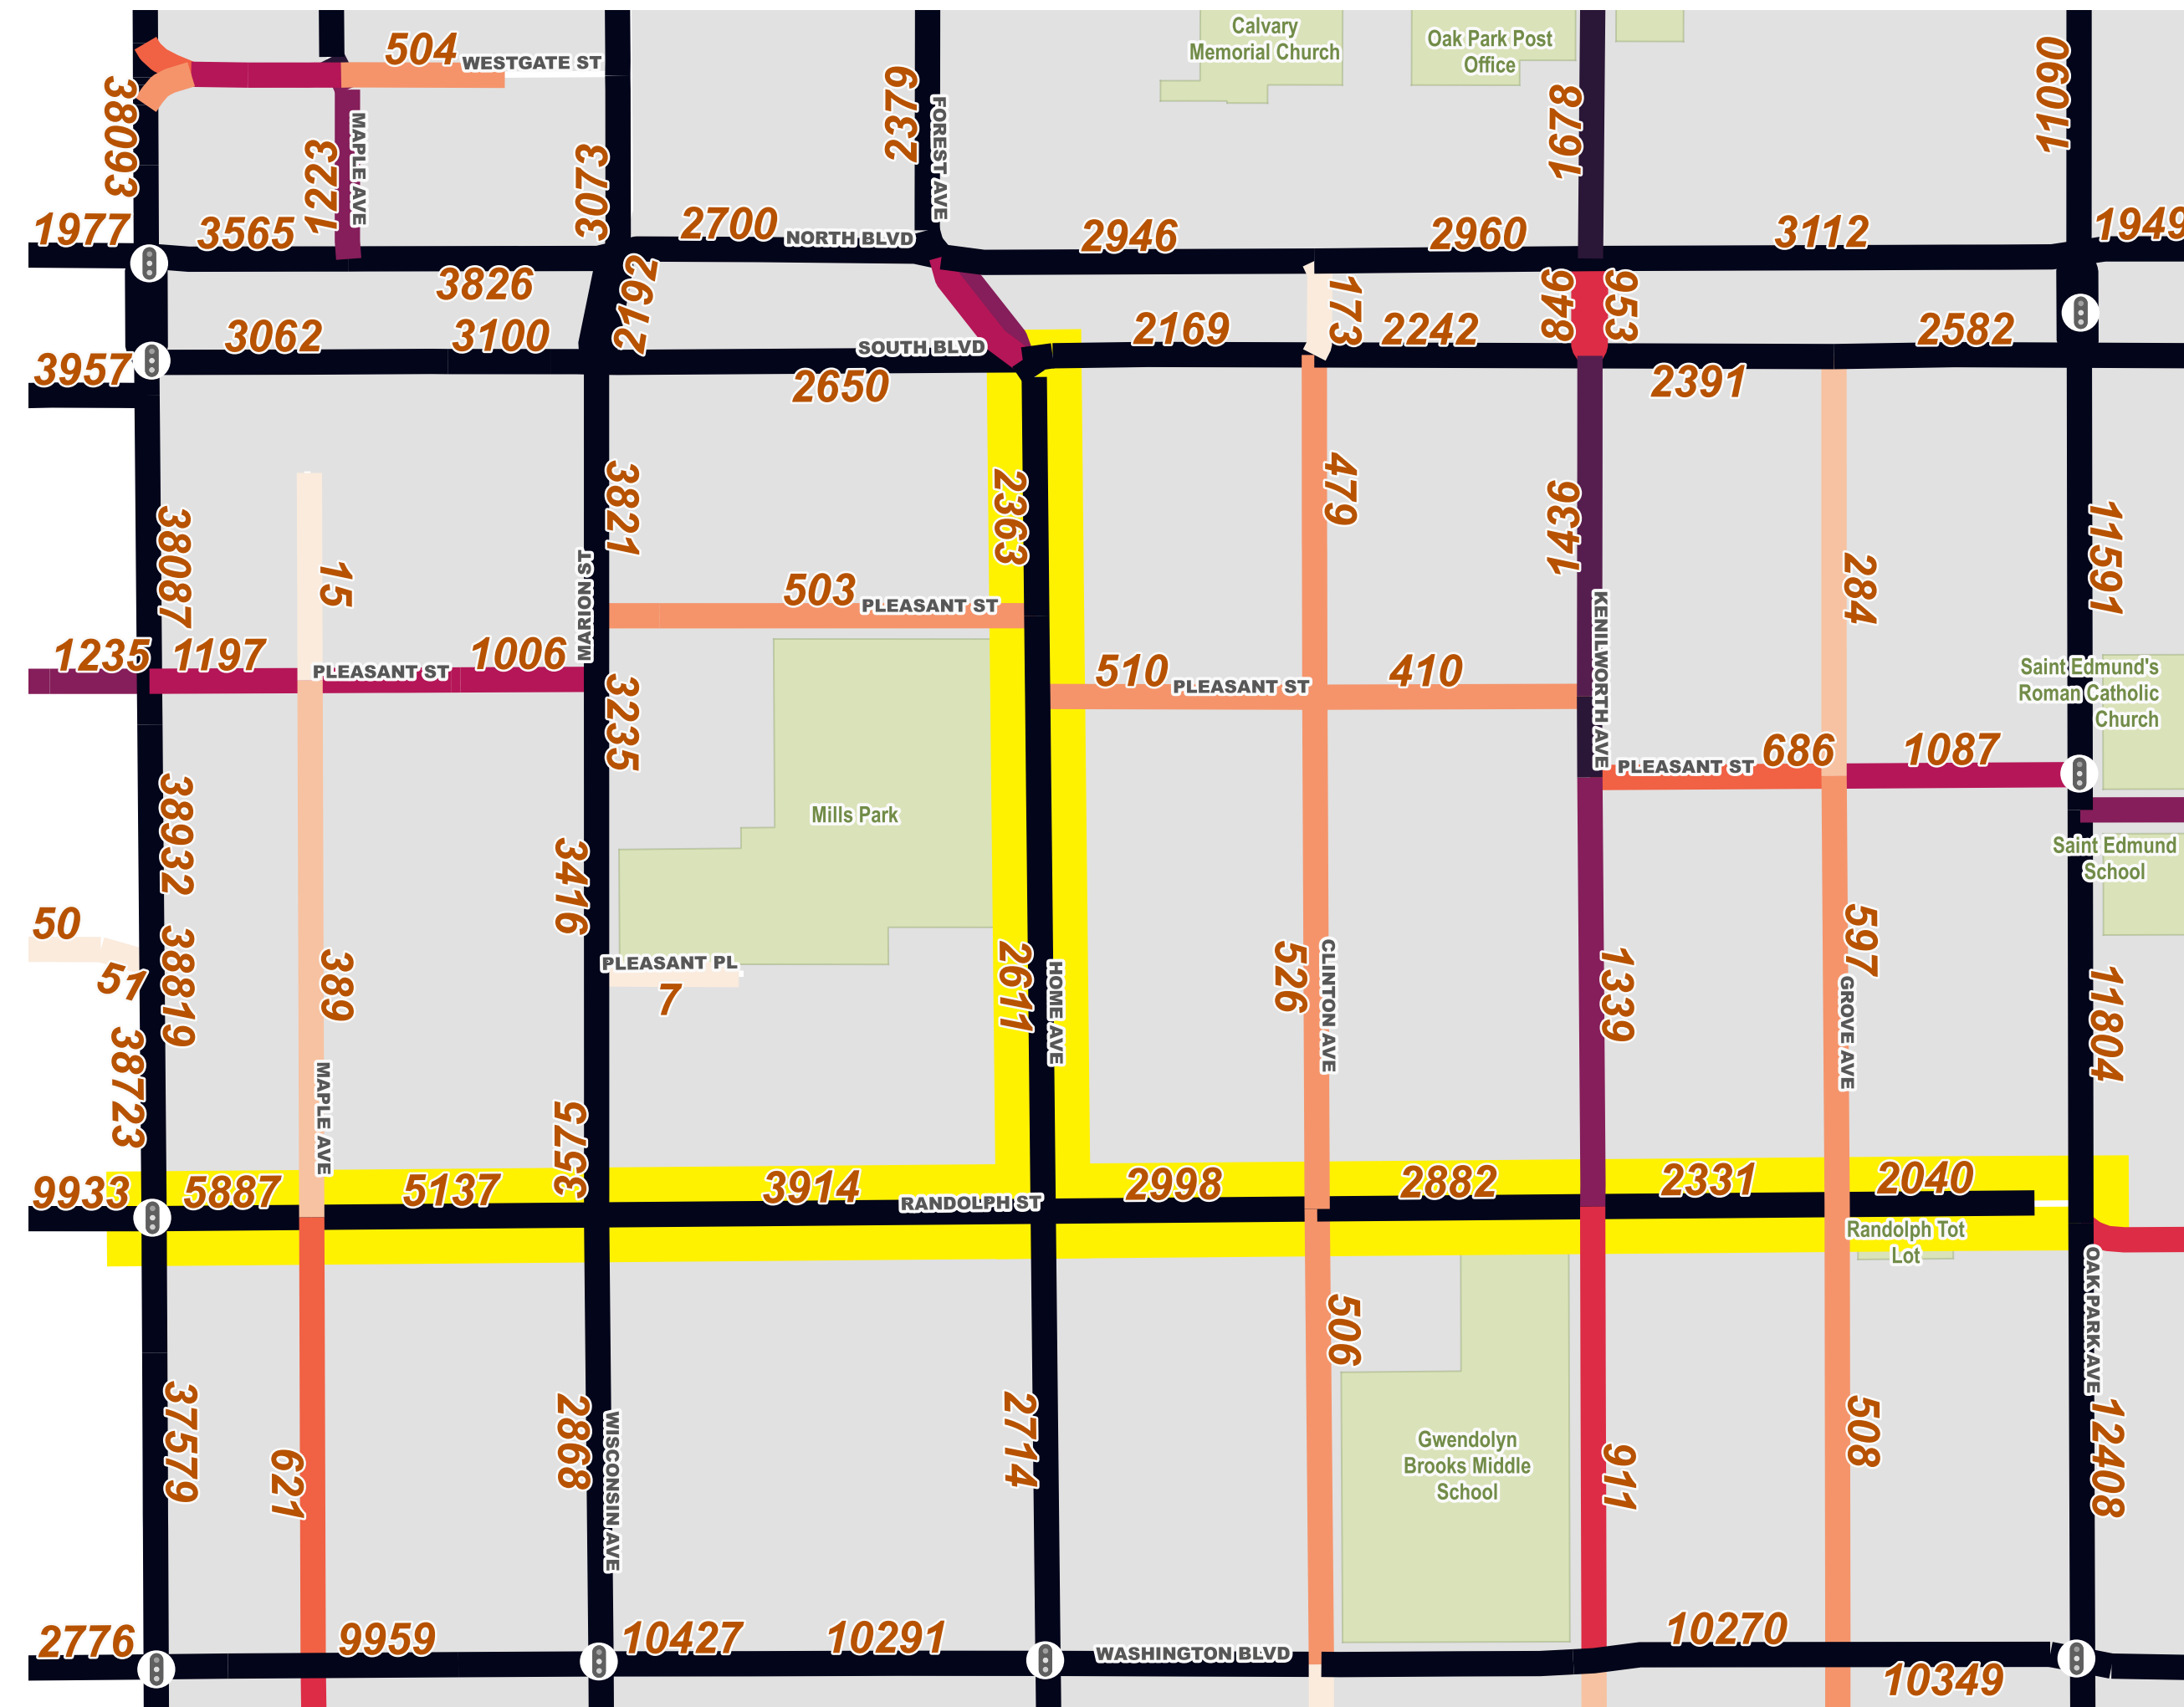 Calvary
Memorial Church
Oak Park Post
Office
504
WESTGATE ST
38093
1223
MAPLE AVE
3073
2379
FOREST AVE
1678
11090
1977
3565
2700
NORTH BLVD
2946
2960
3112
1949
3826
2192
173
846
953
3062
3100
SOUTH BLVD
2169
2242
2582
3957
2650
2391
38087
15
3821
MARION ST
2363
479
1436
KENILWORTH AVE
284
11591
503
PLEASANT ST
1235
1197
PLEASANT ST
1006
3235
510
PLEASANT ST
410
Saint Edmund's
Roman Catholic
Church
PLEASANT ST
686
1087
38932
3416
Mills Park
Saint Edmund
School
50
51
38819
389
PLEASANT PL
7
2611
HOME AVE
526
CLINTON AVE
1339
597
GROVE AVE
11804
38723
MAPLE AVE
5753
9933
5887
5137
3914
RANDOLPH ST
2998
2882
2331
2040
Randolph Tot
Lot
OAK PARK AVE
506
37579
621
2868
WISCONSIN AVE
2714
Gwendolyn
Brooks Middle
School
911
508
12408
2776
9959
10427
10291
WASHINGTON BLVD
10270
10349